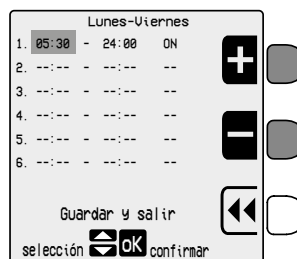 Lunes-Viernes
1. 05:30 - 24:00 ON
2. --:-- - --:-- --
3. --:-- - --:-- --
4. --:-- - --:-- --
5. --:-- - --:-- --
6. --:-- - --:-- --
Guardar y salir
selección OK confirmar